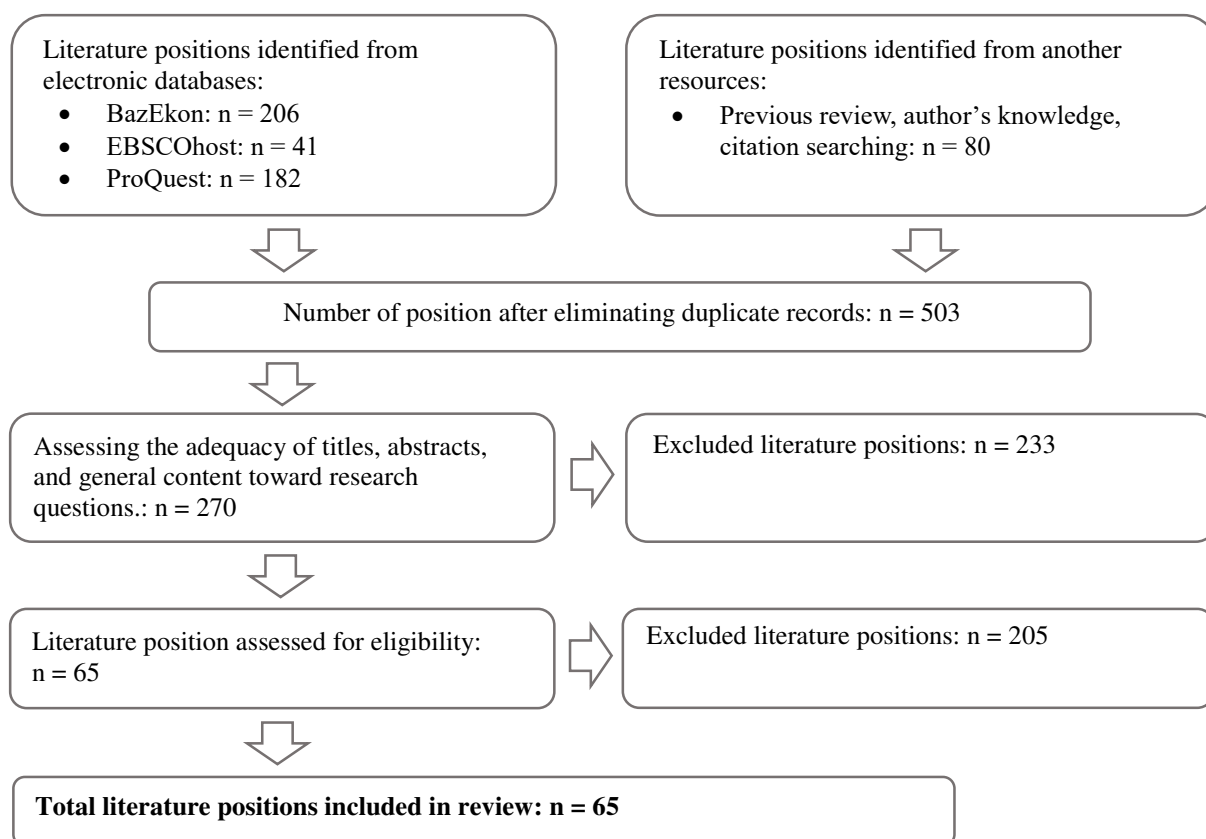 Literature positions identified from
electronic databases:
• BazEkon: n = 206
• EBSCOhost: n = 41
• ProQuest: n = 182
Literature positions identified from another
resources:
• Previous review, author’s knowledge,
citation searching: n = 80
Number of position after eliminating duplicate records: n = 503
Assessing the adequacy of titles, abstracts,
and general content toward research
questions.: n = 270
Excluded literature positions: n = 233
Literature position assessed for eligibility:
n = 65
Excluded literature positions: n = 205
Total literature positions included in review: n = 65